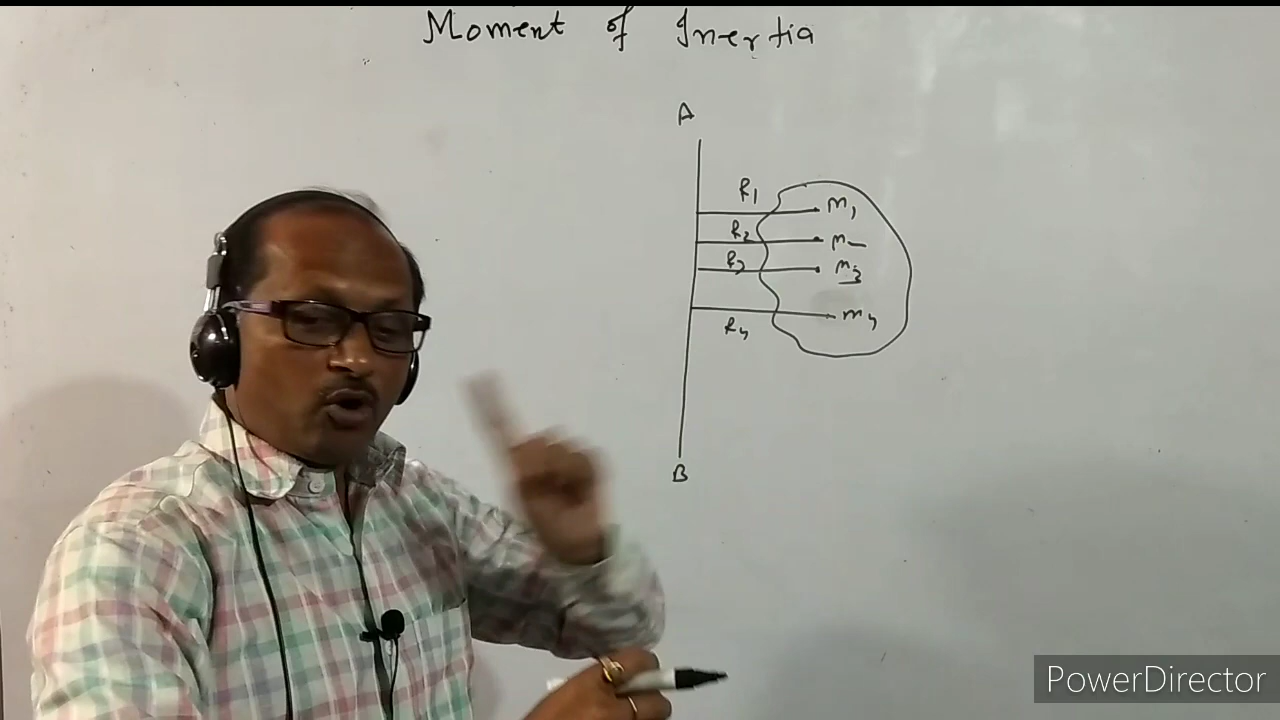 Moment of Inertia
A
R1 m1
R2 m2
R3 m3
R4 m4
B
PowerDirector